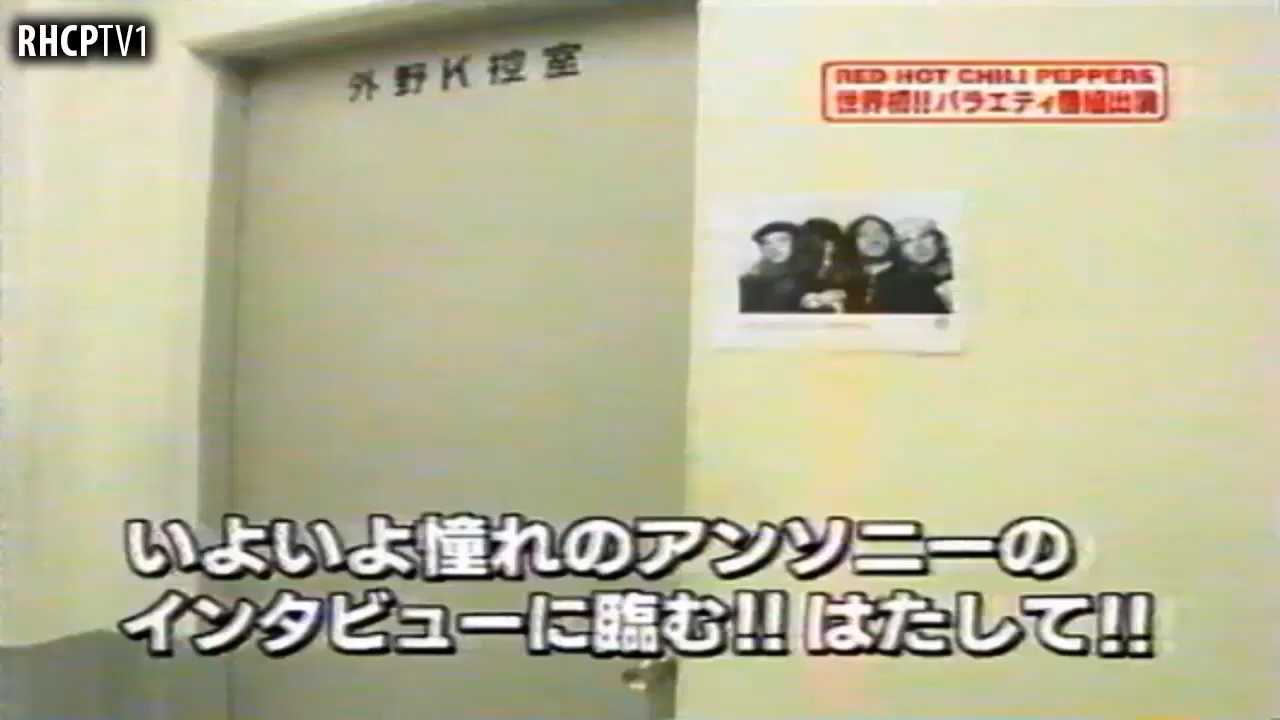 RHCPTV1
外野K控室
RED HOT CHILI PEPPERS
世界初!!バラエティ番組出演
いよいよ憧れのアンソニーの
インタビューに臨む!! はたして!!